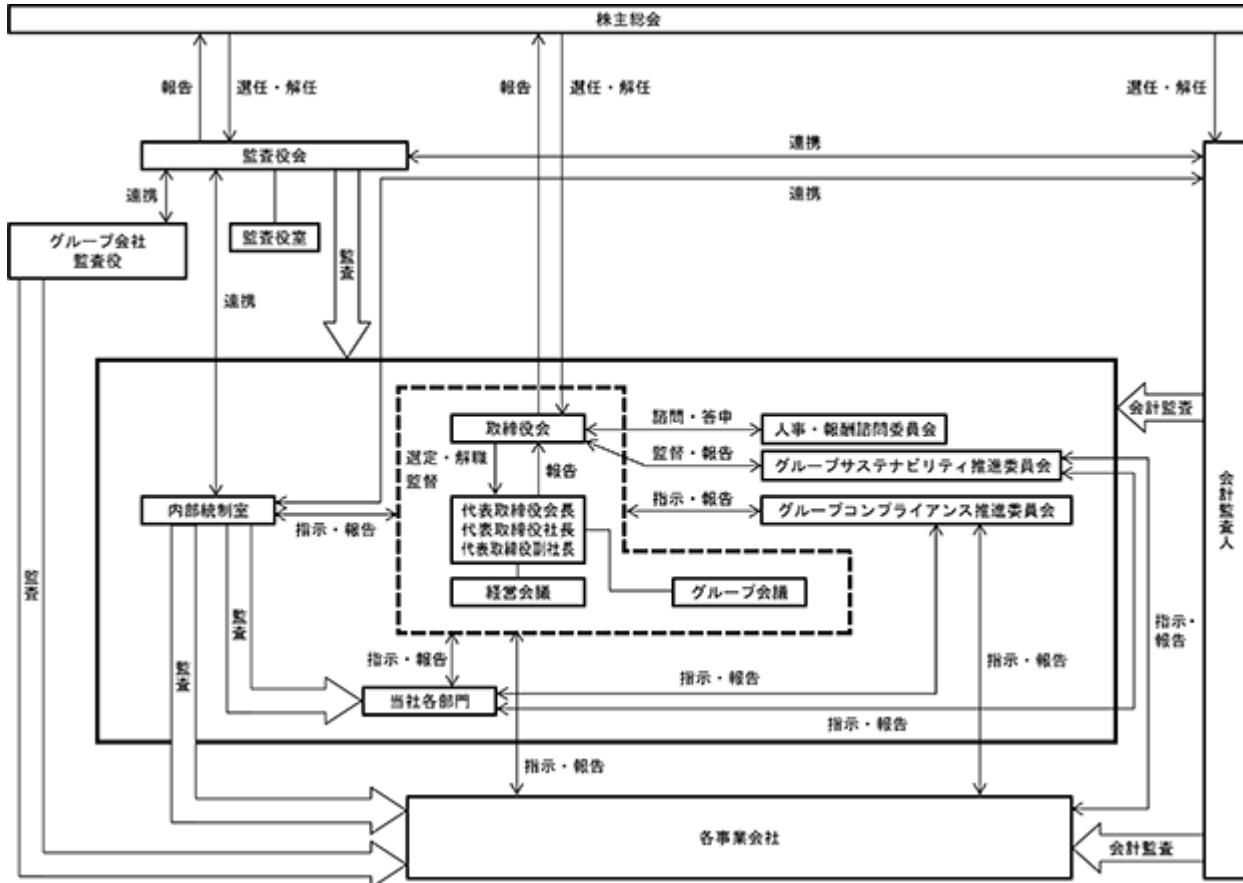 株主総会
報告
選任・解任
報告
選任・解任
選任・解任
監査役会
連携
連携
連携
グループ会社
監査役
監査役室
監査
連携
会計監査
取締役会
諮問・答申
人事・報酬諮問委員会
監督・報告
グループサステナビリティ推進委員会
選定・解職
監督
報告
内部統制室
指示・報告
代表取締役会長
代表取締役社長
代表取締役副社長
指示・報告
グループコンプライアンス推進委員会
会計監査人
経営会議
グループ会議
監査
監査
監査
指示・報告
当社各部門
指示・報告
指示・報告
指示・報告
指示・
報告
指示・報告
各事業会社
会計監査